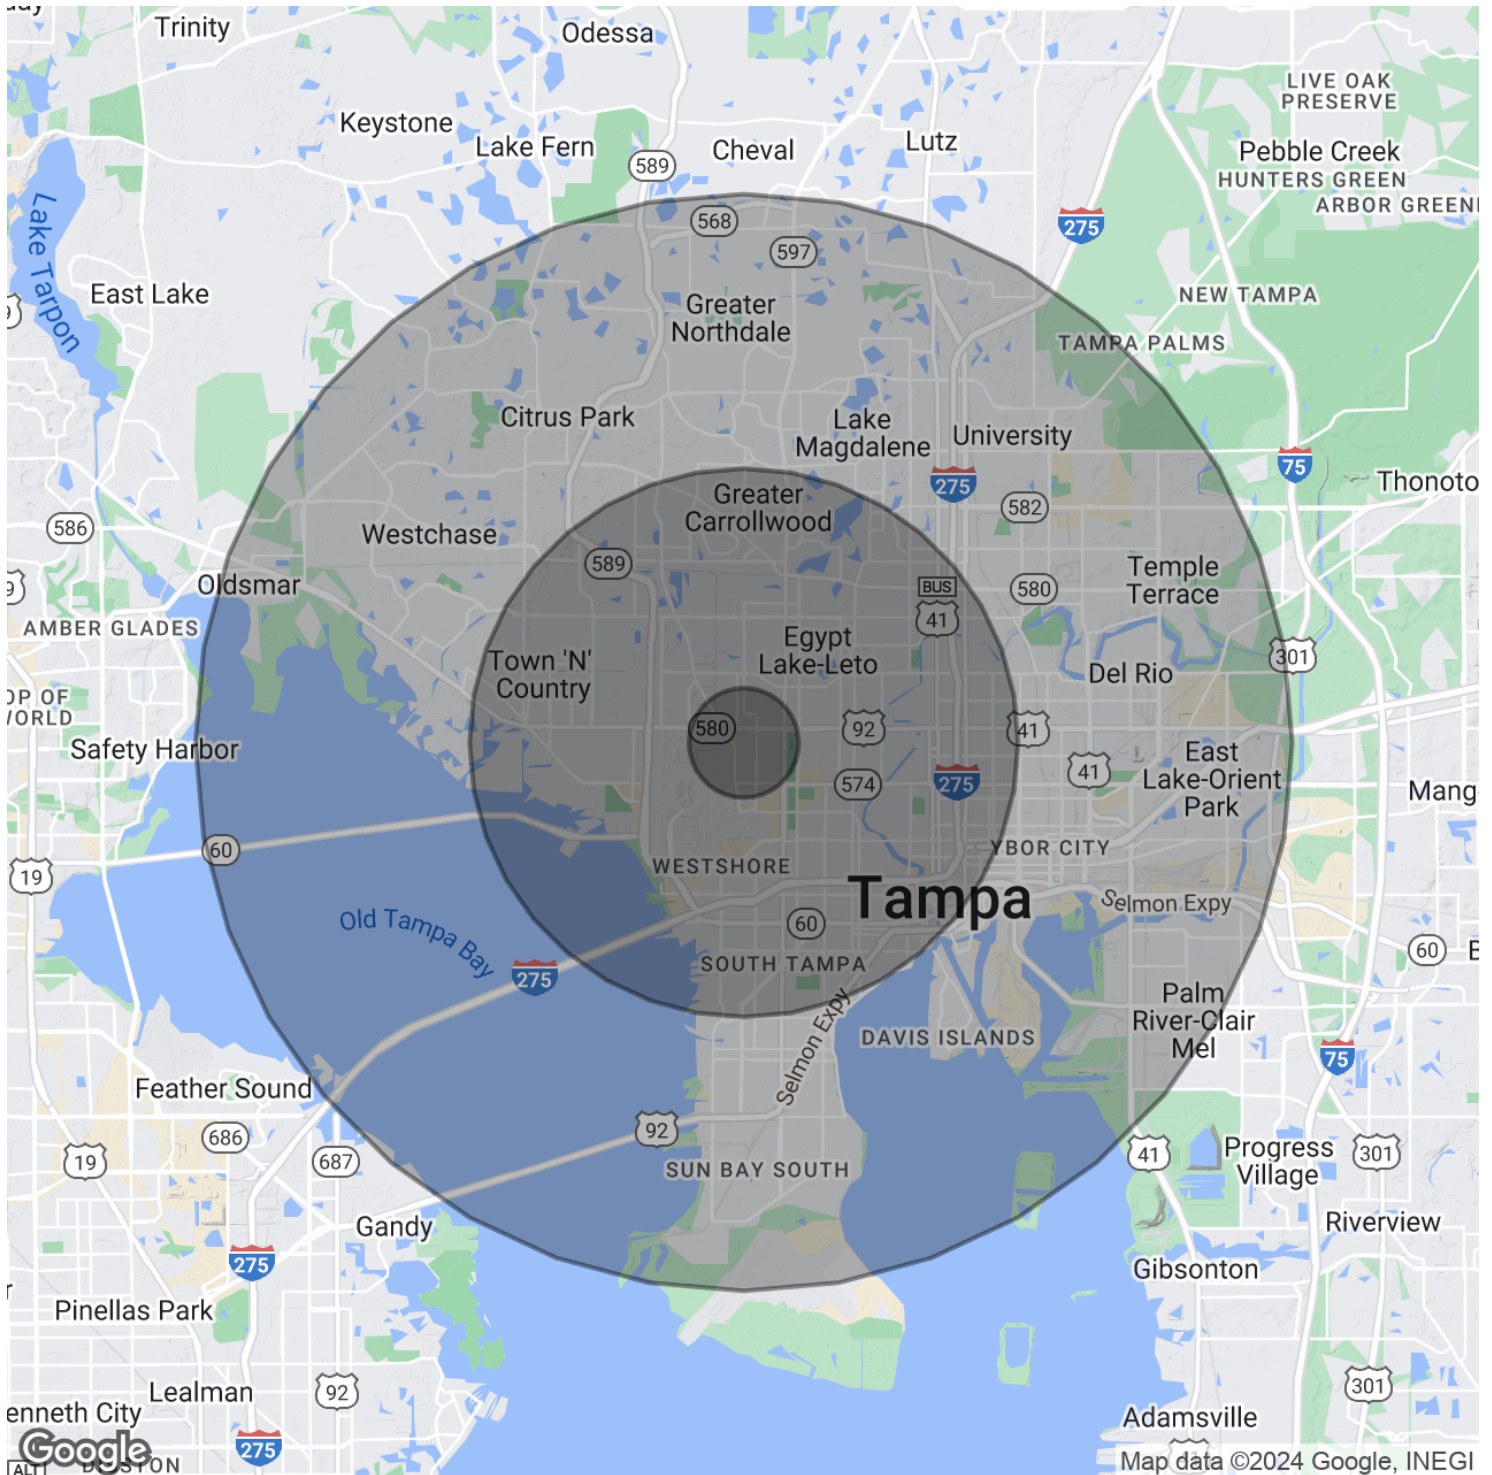 Trinity
Odessa
LIVE OAK
PRESERVE
Keystone
Lake Fern
Cheval
Lutz
589
Pebble Creek
HUNTERS GREEN
ARBOR GREEN
568
597
275
Lake Tarpon
East Lake
NEW TAMPA
Greater
Northdale
TAMPA PALMS
Citrus Park
Lake
Magdalene
University
275
75
Thonoto
586
Westchase
Greater
Carrollwood
582
589
Oldsmar
BUS
41
580
Temple
Terrace
AMBER GLADES
Egypt
Lake-Leto
301
Town 'N'
Country
Del Rio
OP OF
WORLD
580
92
41
Safety Harbor
East
Lake-Orient
Park
41
574
275
Mang
60
19
WESTSHORE
YBOR CITY
Tampa
Selmon Expy
Old Tampa Bay
60
60
275
SOUTH TAMPA
Palm
River-Clair
Mel
DAVIS ISLANDS
Selmon Expy
75
Feather Sound
92
686
687
19
41
Progress
Village
301
SUN BAY SOUTH
Gandy
Riverview
275
Gibsonton
Pinellas Park
Lealman
92
301
enneth City
Adamsville
275
Google
ALT
Map data ©2024 Google, INEGI